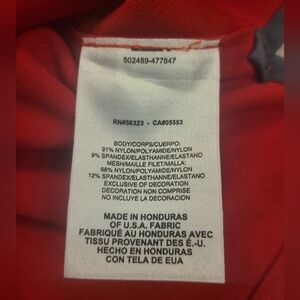 502489-477847
RN#56323 - CA#05553
BODY/CORPS/CUERPO:
91% NYLON/POLYAMIDE/NYLON
9% SPANDEX/ELASTHANNE/ELASTANO
MESH/MAILLE FILET/MALLA:
88% NYLON/POLYAMIDE/NYLON
12% SPANDEX/ELASTHANNE/ELASTANO
EXCLUSIVE OF DECORATION
DECORATION NON COMPRISE
NO INCLUYE DECORADO
MADE IN HONDURAS
OF U.S.A. FABRIC
FABRIQUÉ AU HONDURAS AVEC
TISSU PROVENANT DES É.-U.
HECHO EN HONDURAS
CON TELA DE EUA